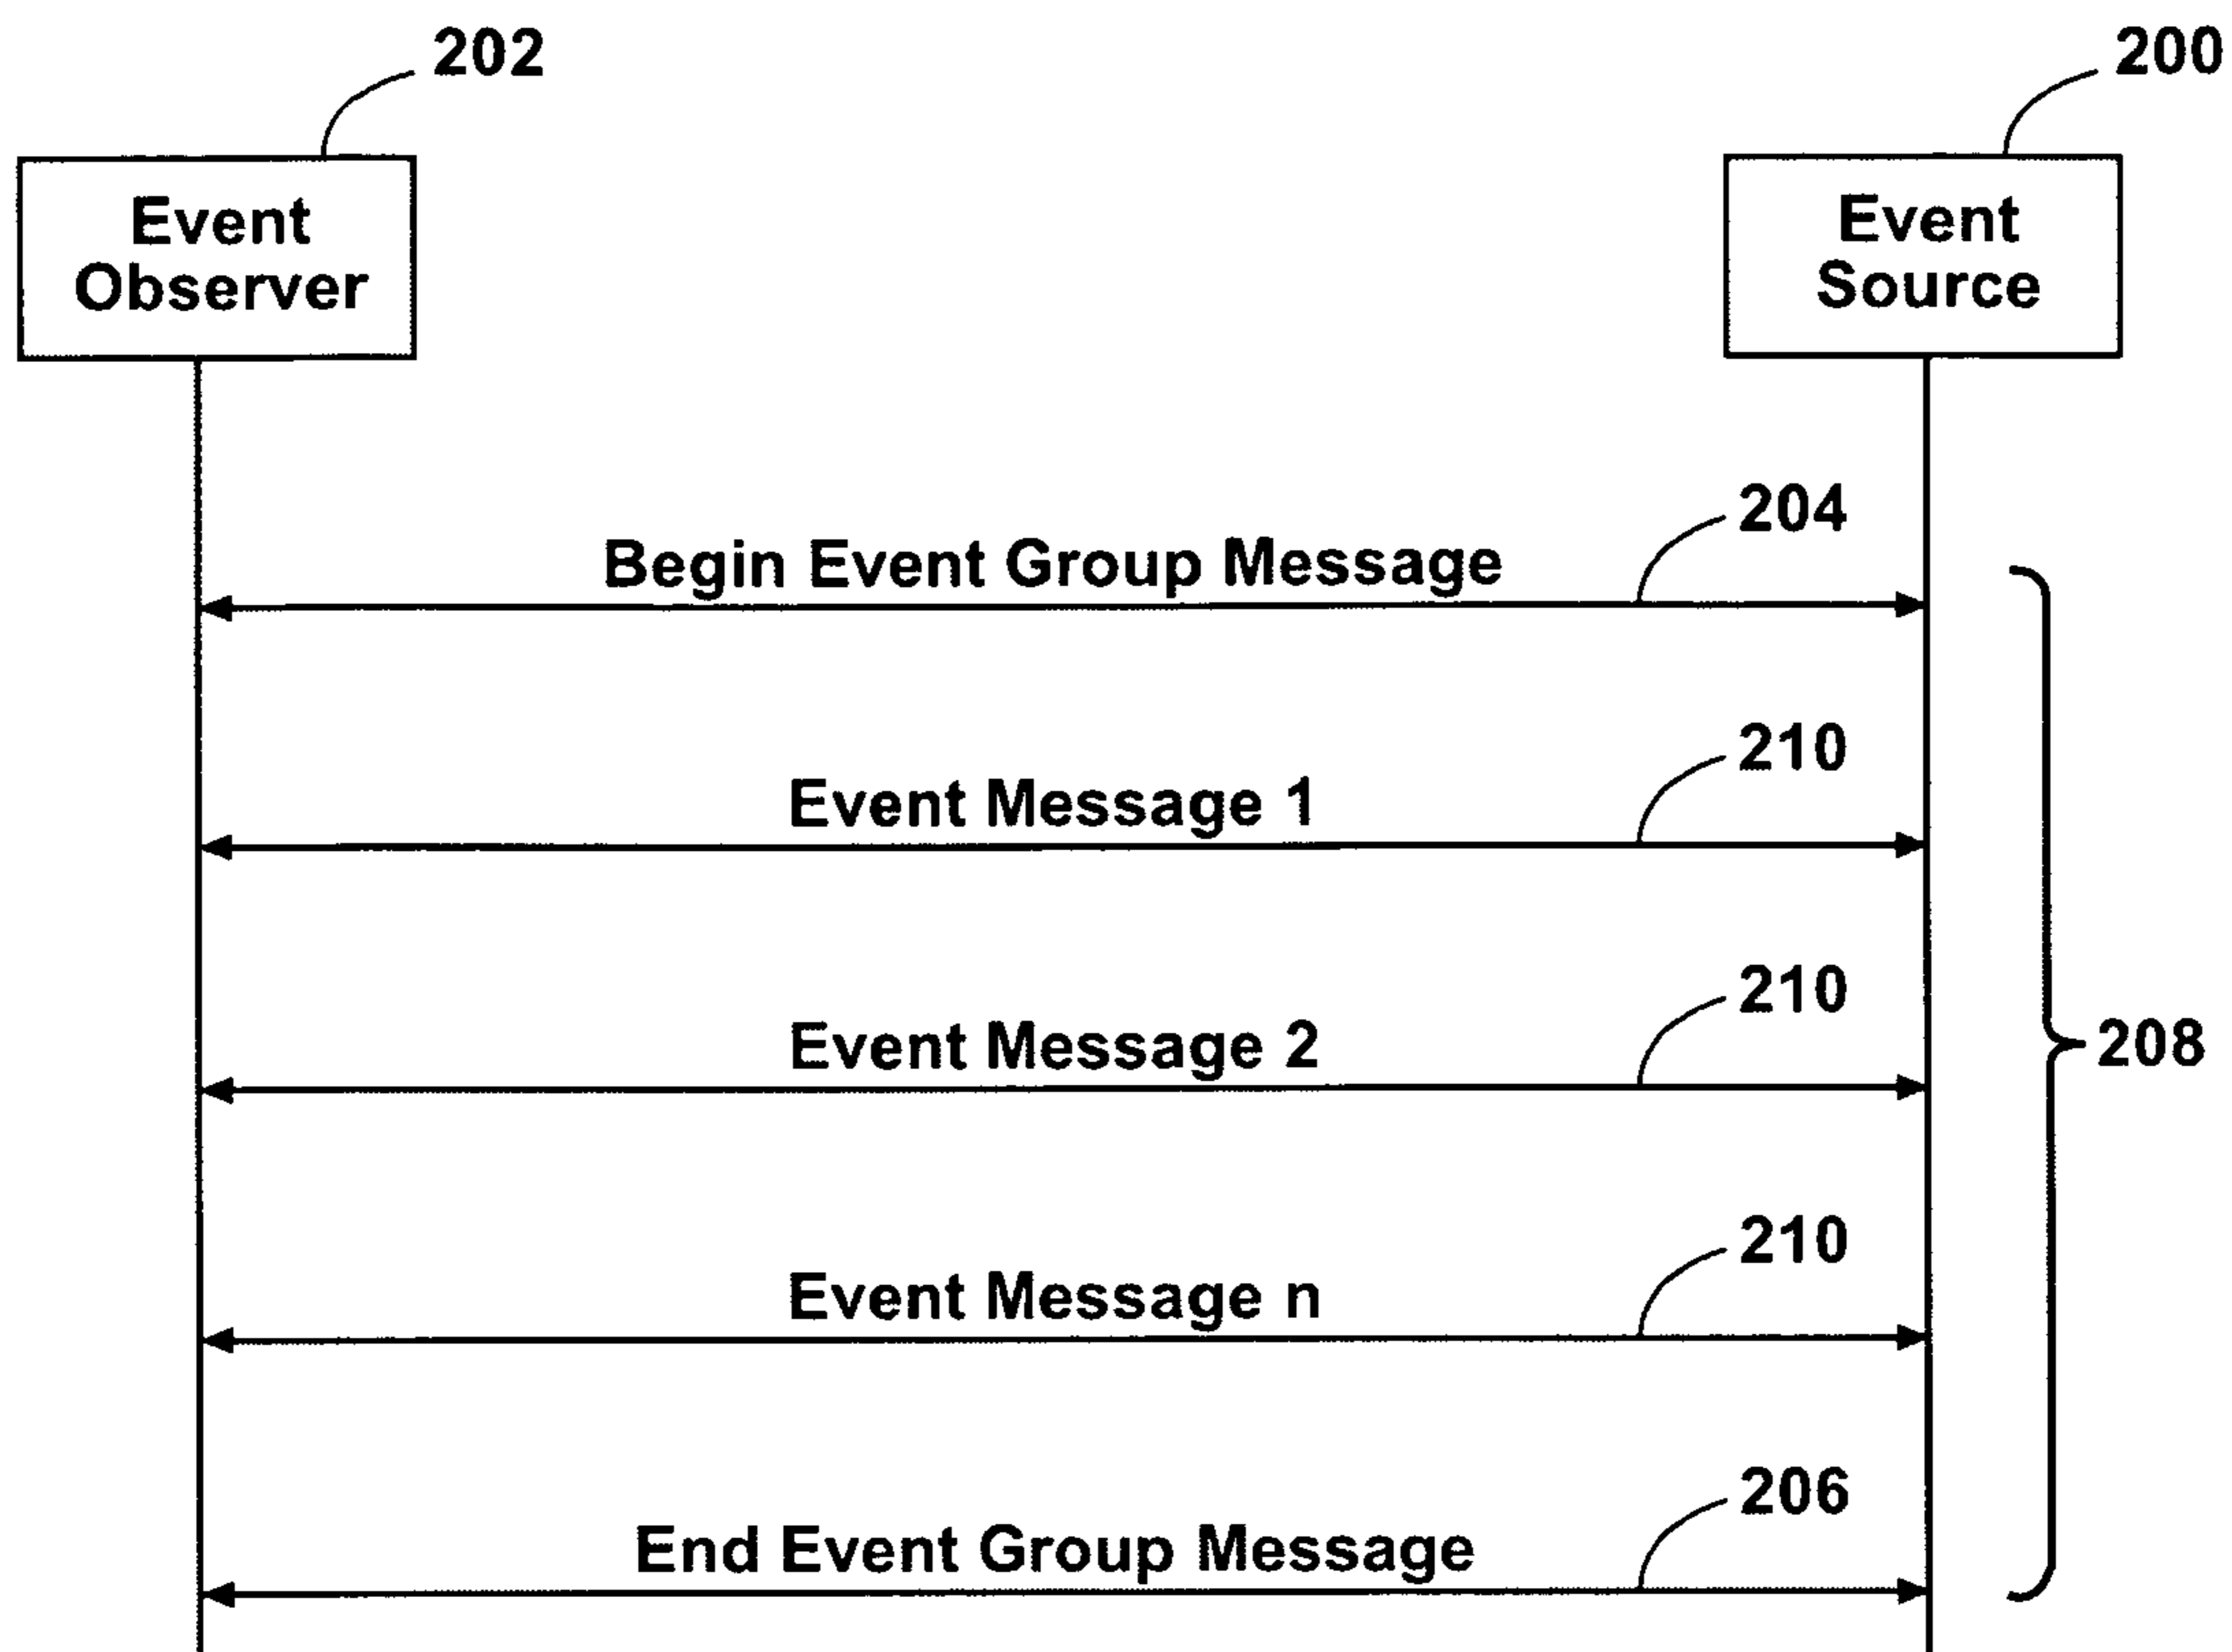 202
200
Event
Observer
Event
Source
204
Begin Event Group Message
210
Event Message 1
210
Event Message 2
208
210
Event Message n
206
End Event Group Message